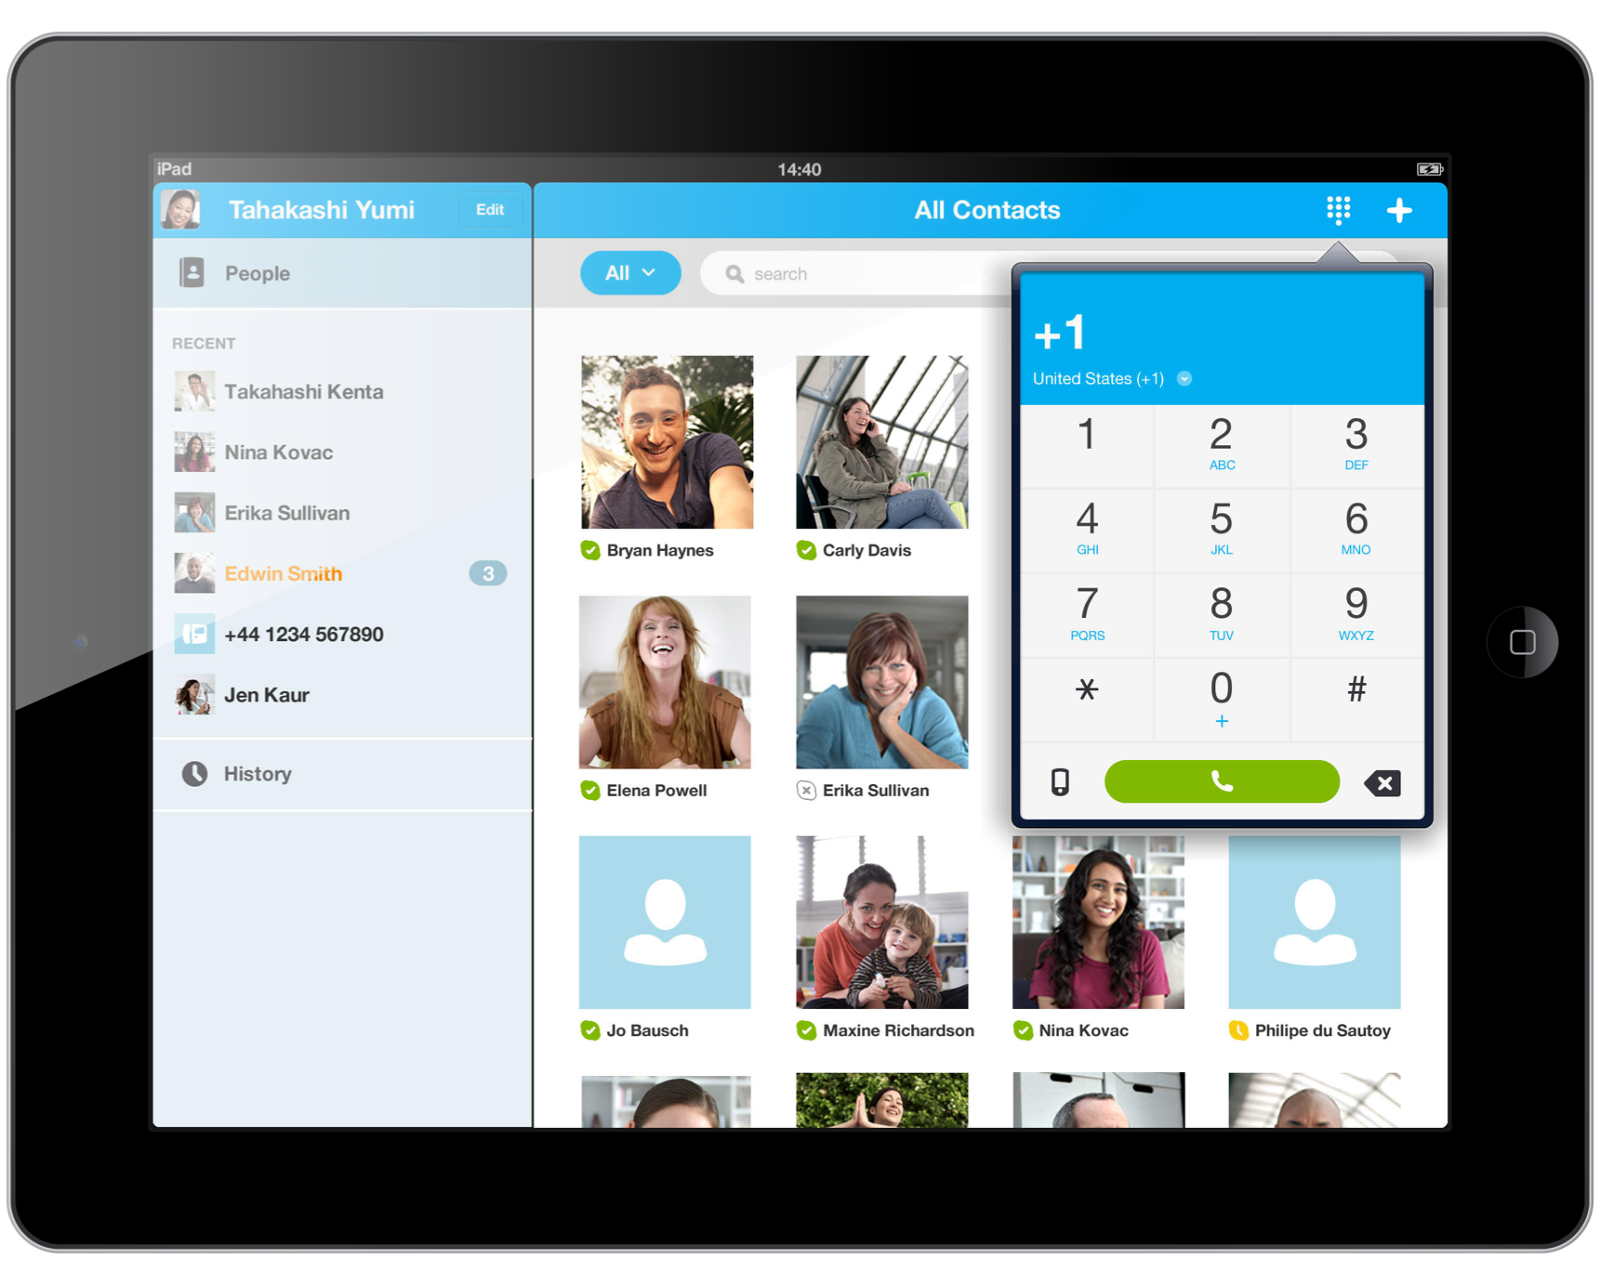 iPad
14:40
Tahakashi Yumi
Edit
All Contacts
People
All
search
RECENT
Takahashi Kenta
Nina Kovac
Erika Sullivan
Edwin Smith
3
+44 1234 567890
Jen Kaur
History
Bryan Haynes
Carly Davis
Elena Powell
Erika Sullivan
Jo Bausch
Maxine Richardson
Nina Kovac
Philipe du Sautoy
+1
United States (+1)
1
2
3
ABC
DEF
4
5
6
GHI
JKL
MNO
7
8
9
PQRS
TUV
WXYZ
*
0
#
+